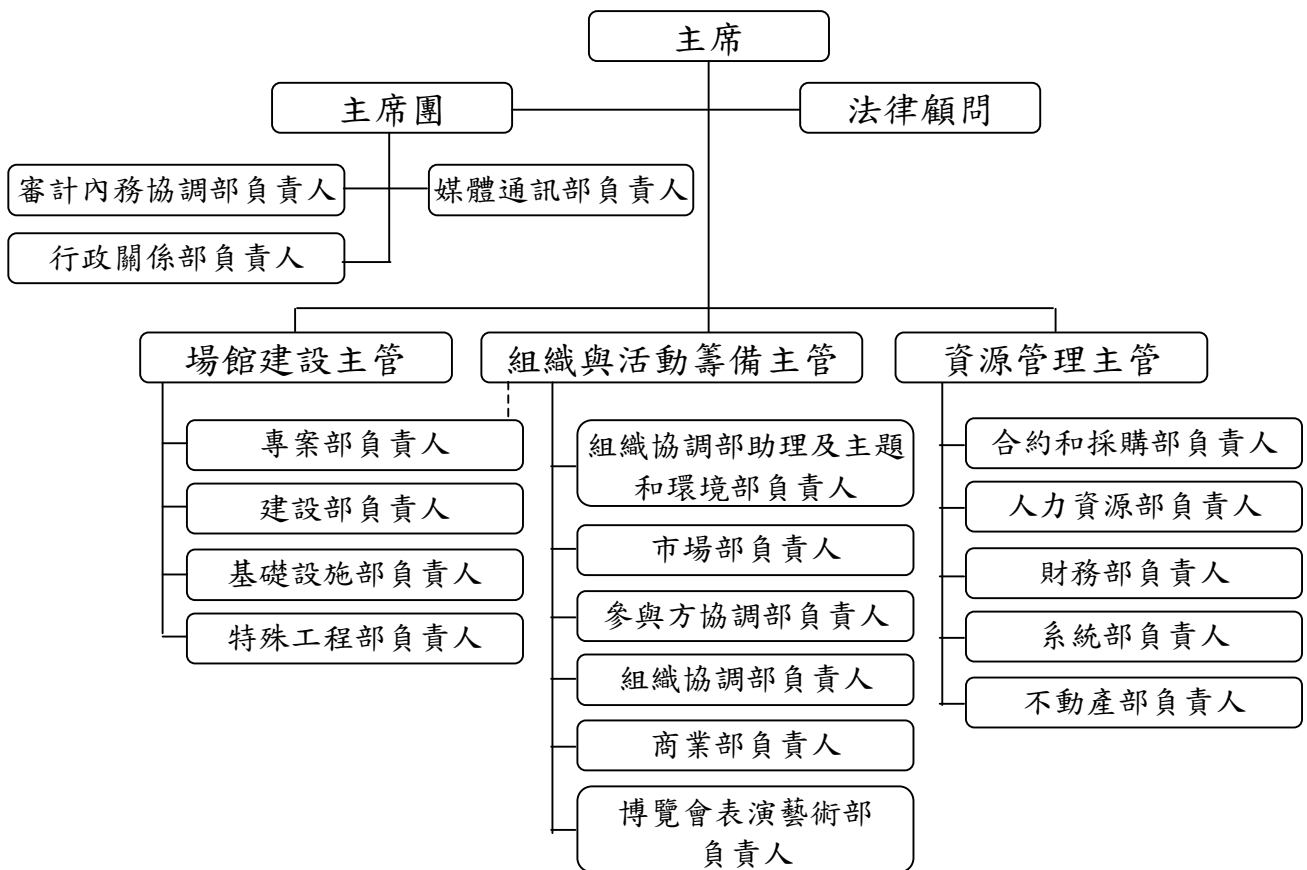 主席
主席團
法律顧問
審計內務協調部負責人
媒體通訊部負責人
行政關係部負責人
場館建設主管
組織與活動籌備主管
資源管理主管
專案部負責人
建設部負責人
基礎設施部負責人
特殊工程部負責人
組織協調部助理及主題
和環境部負責人
市場部負責人
參與方協調部負責人
組織協調部負責人
商業部負責人
博覽會表演藝術部
負責人
合約和採購部負責人
人力資源部負責人
財務部負責人
系統部負責人
不動產部負責人